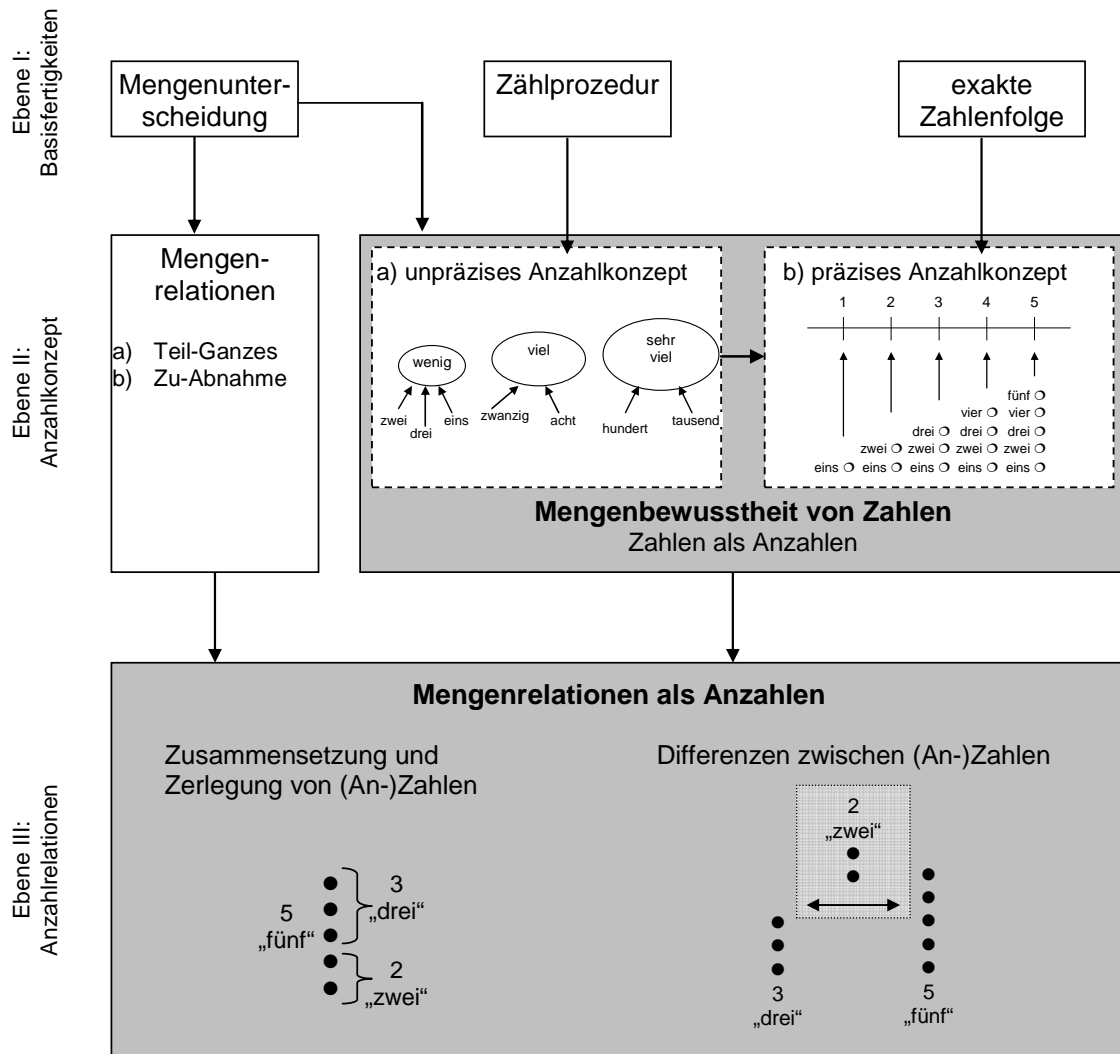 Ebene I:
Basisfertigkeiten
Mengenunter-
scheidung
Zählprozedur
exakte
Zahlenfolge
Ebene II:
Anzahlkonzept
Mengen-
relationen
a) Teil-Ganzes
b) Zu-Abnahme
a) unpräzises Anzahlkonzept
wenig
viel
sehr
viel
zwei
drei
eins
zwanzig
acht
hundert
tausend
b) präzises Anzahlkonzept
1 2 3 4 5
fünf
vier vier
drei drei drei
zwei zwei zwei zwei
eins eins eins eins eins
Mengenbewusstheit von Zahlen
Zahlen als Anzahlen
Ebene III:
Anzahlrelationen
Mengenrelationen als Anzahlen
Zusammensetzung und
Zerlegung von (An-)Zahlen
5
„fünf“
3
„drei“
2
„zwei“
Differenzen zwischen (An-)Zahlen
2
„zwei“
3
„drei“
5
„fünf“